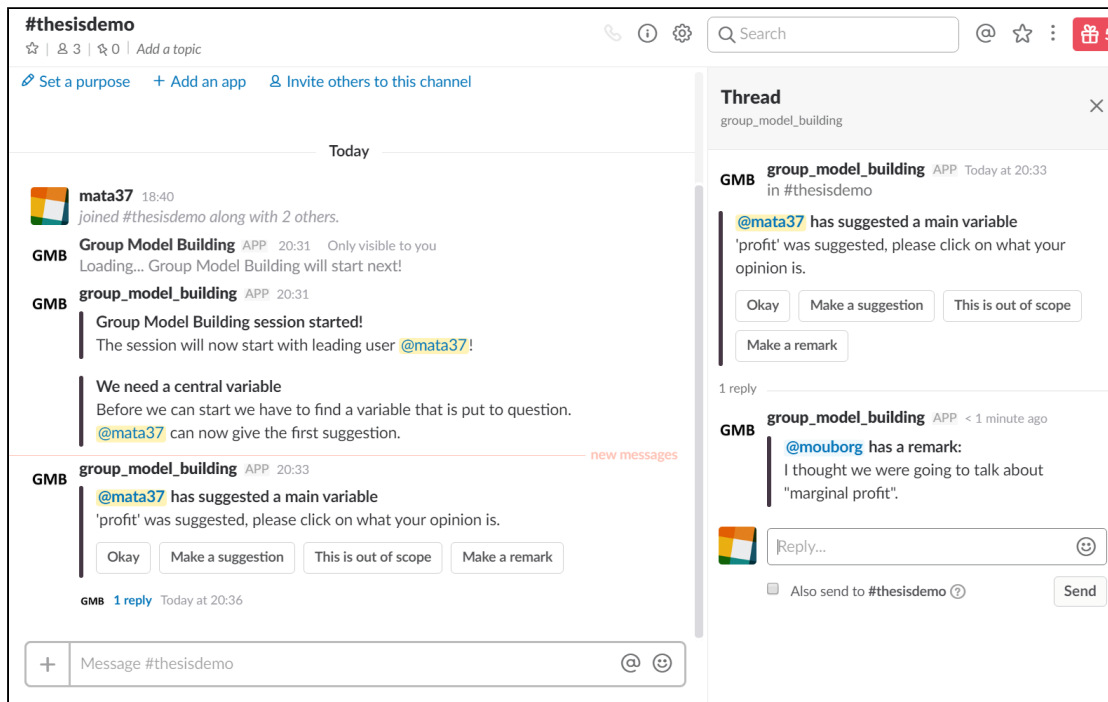 #thesisdemo
3 | 0 | Add a topic
Search
5
Set a purpose + Add an app Invite others to this channel
Today
mata37 18:40
joined #thesisdemo along with 2 others.
GMB
Group Model Building APP 20:31 Only visible to you
Loading... Group Model Building will start next!
GMB
group_model_building APP 20:31
Group Model Building session started!
The session will now start with leading user @mata37!
We need a central variable
Before we can start we have to find a variable that is put to question.
@mata37 can now give the first suggestion.
new messages
GMB
group_model_building APP 20:33
@mata37 has suggested a main variable
'profit' was suggested, please click on what your opinion is.
Okay Make a suggestion This is out of scope Make a remark
GMB 1 reply Today at 20:36
+ Message #thesisdemo @
Thread
group_model_building
GMB
group_model_building APP Today at 20:33
in #thesisdemo
@mata37 has suggested a main variable
'profit' was suggested, please click on what your
opinion is.
Okay Make a suggestion This is out of scope
Make a remark
1 reply
GMB
group_model_building APP < 1 minute ago
@mouborg has a remark:
I thought we were going to talk about
"marginal profit".
Reply...
Also send to #thesisdemo ?
Send